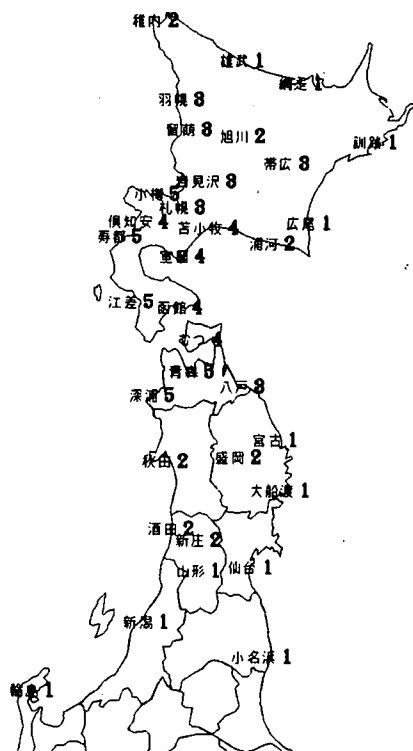 稚内 2
雄武 1
網走 1
羽幌 3
留萌 3
旭川 2
釧路 1
帯広 3
岩見沢 3
小樽 5
札幌 3
倶知安 4
苫小牧 4
広尾 1
寿都 5
浦河 2
室蘭 4
江差 5
函館 4
むつ 4
青森 5
深浦 5
八戸 3
宮古 1
秋田 2
盛岡 2
大船渡 1
酒田 2
新庄 2
山形 1
仙台 1
新潟 1
小名浜 1
輪島 1